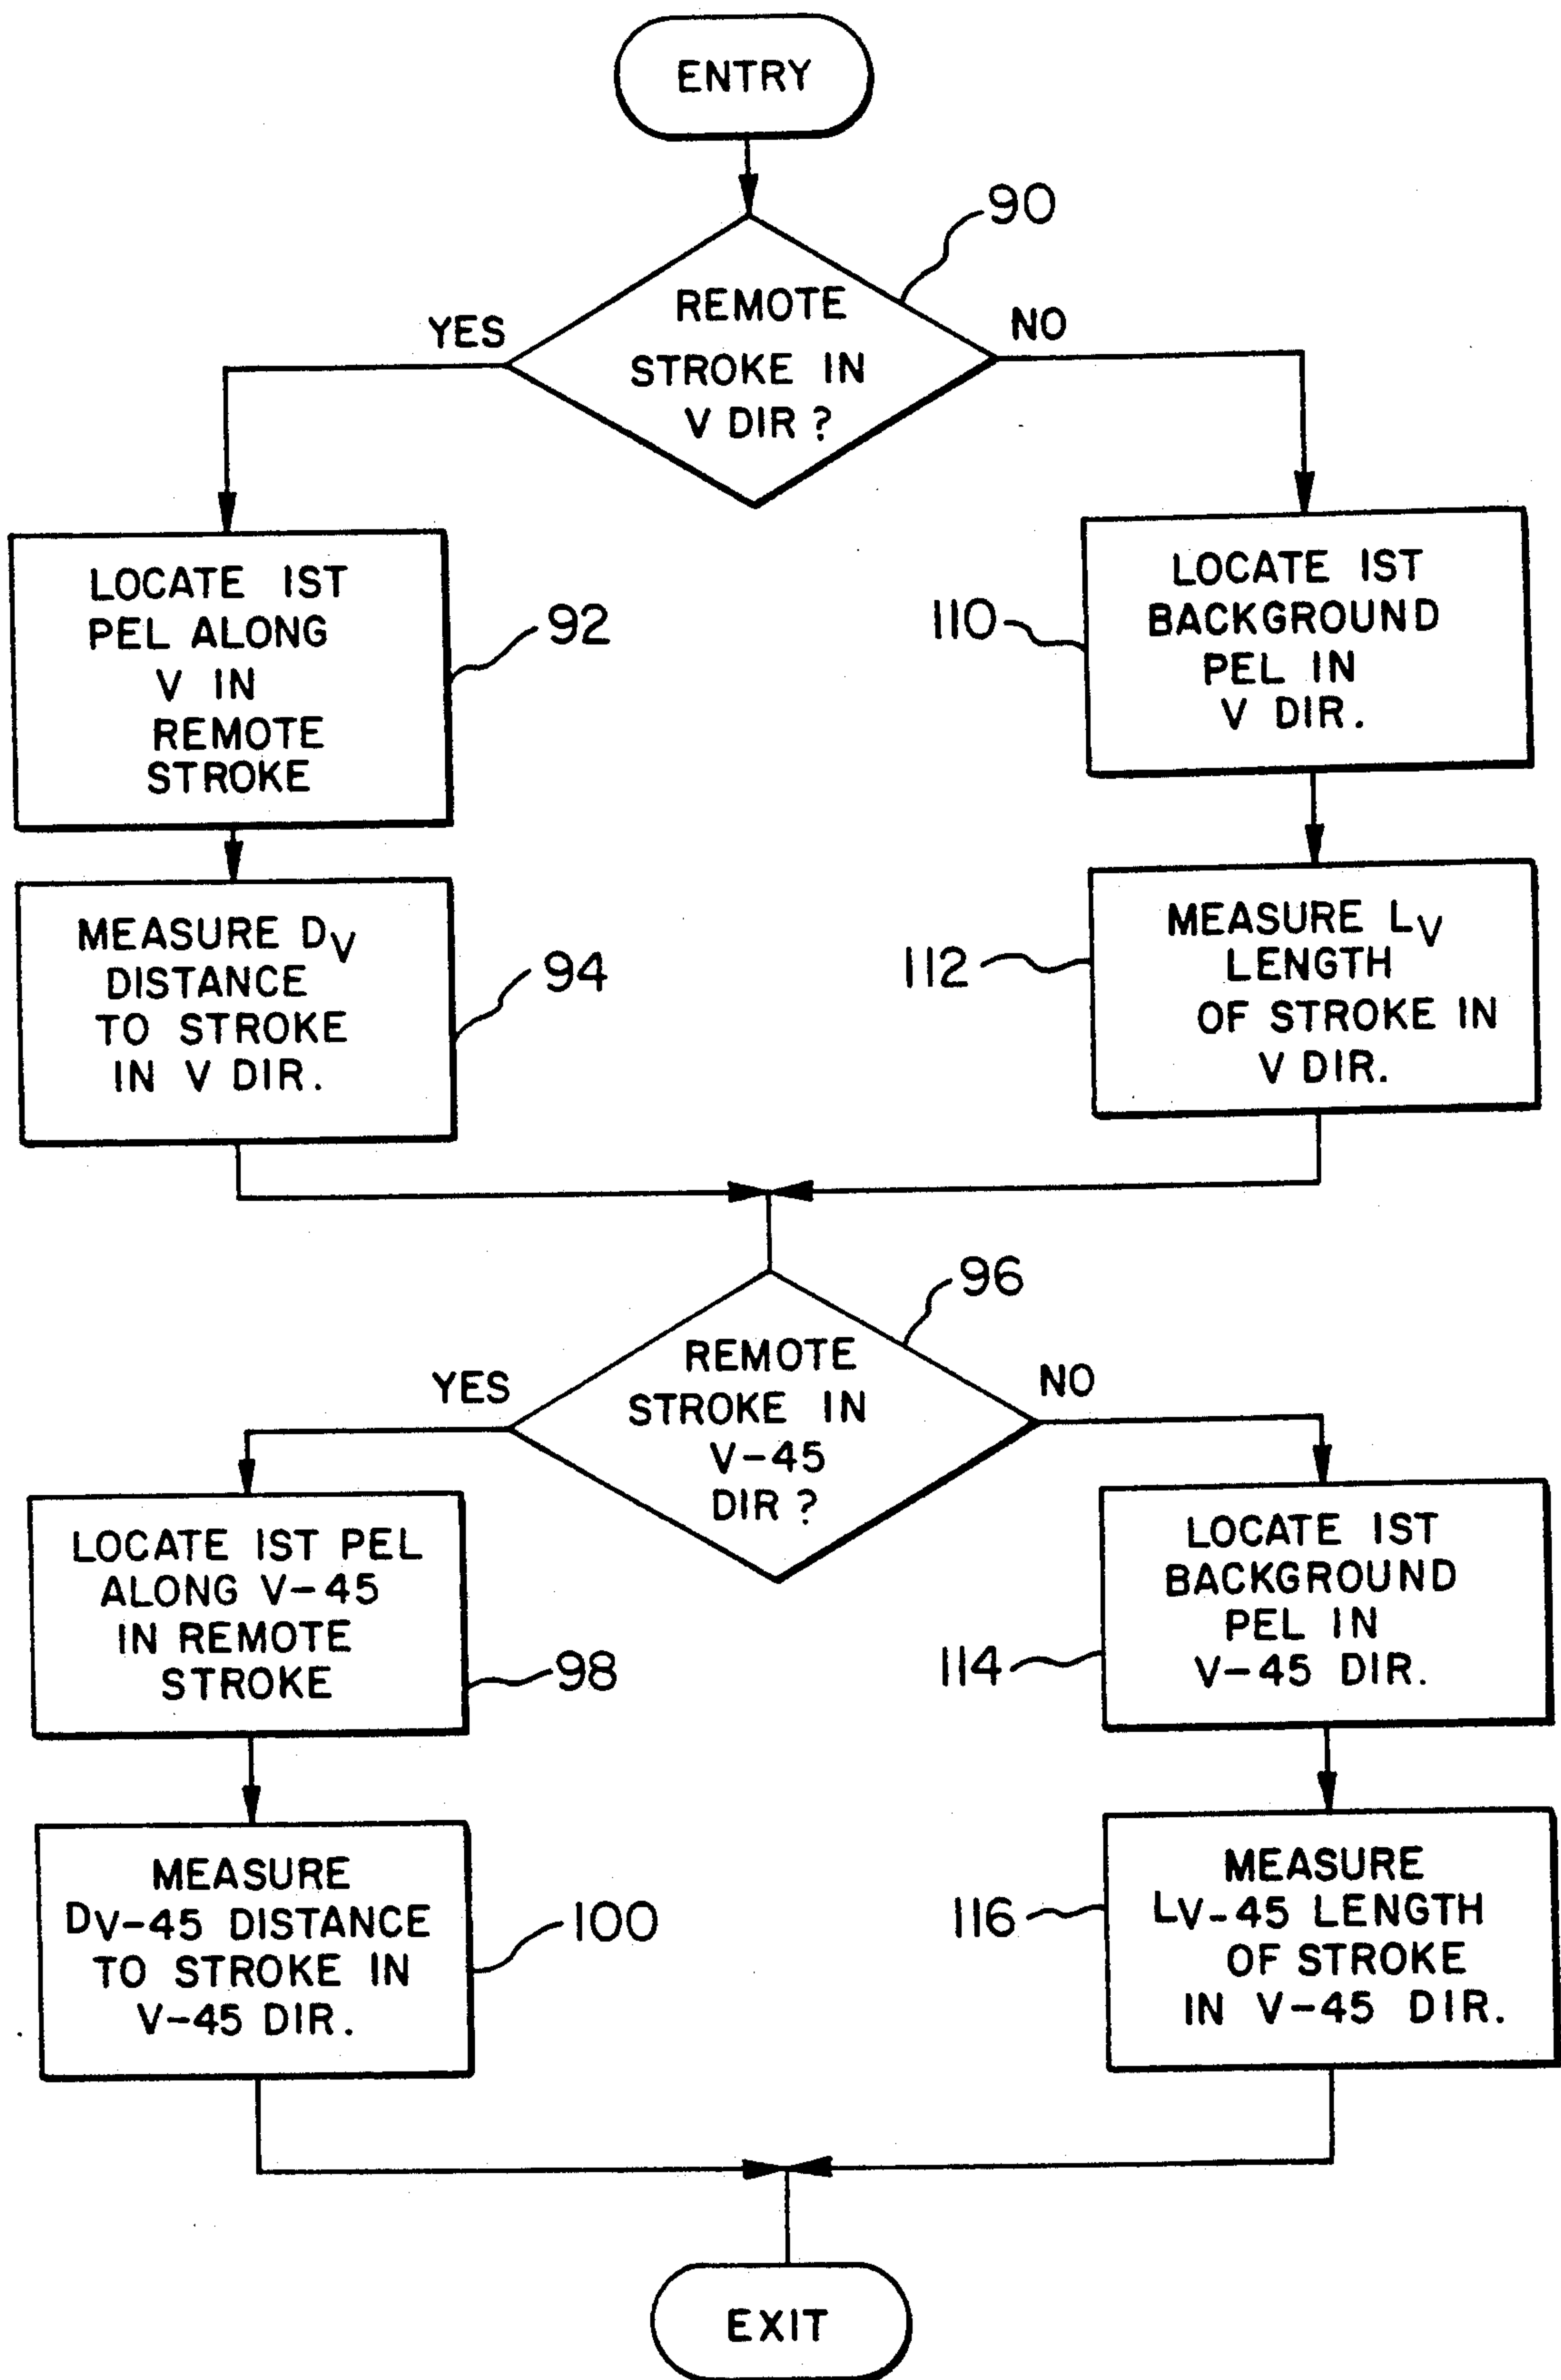 ENTRY
90
REMOTE
STROKE IN
V DIR ?
YES
NO
LOCATE 1ST
PEL ALONG
V IN
REMOTE
STROKE
92
110
LOCATE 1ST
BACKGROUND
PEL IN
V DIR.
MEASURE DV
DISTANCE
TO STROKE
IN V DIR.
94
112
MEASURE LV
LENGTH
OF STROKE IN
V DIR.
96
REMOTE
STROKE IN
V-45
DIR ?
YES
NO
LOCATE 1ST PEL
ALONG V-45
IN REMOTE
STROKE
98
114
LOCATE 1ST
BACKGROUND
PEL IN
V-45 DIR.
MEASURE
DV-45 DISTANCE
TO STROKE IN
V-45 DIR.
100
116
MEASURE
LV-45 LENGTH
OF STROKE
IN V-45 DIR.
EXIT